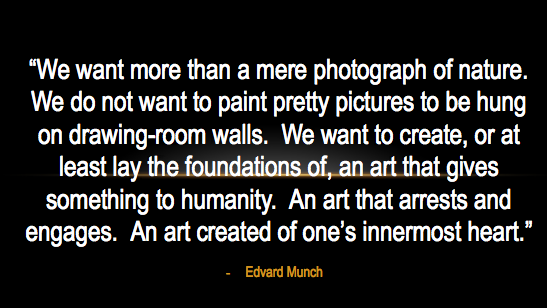 “We want more than a mere photograph of nature.
We do not want to paint pretty pictures to be hung
on drawing-room walls.  We want to create, or at
least lay the foundations of, an art that gives
something to humanity.  An art that arrests and
engages.  An art created of one’s innermost heart.”
-    Edvard Munch